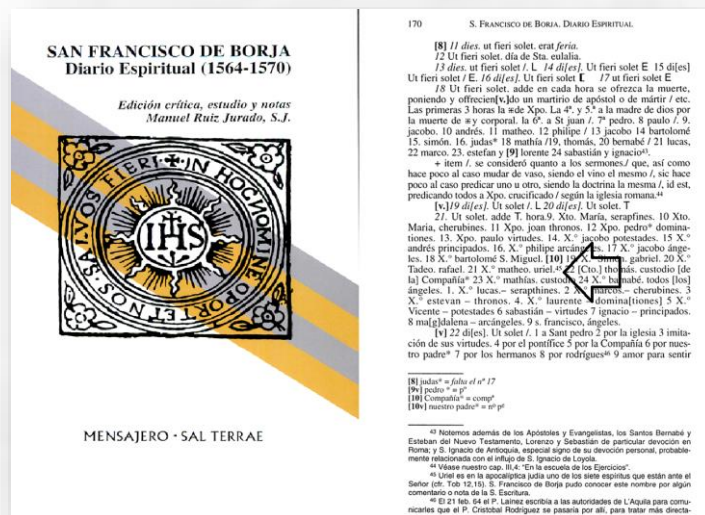 SAN FRANCISCO DE BORJA
Diario Espiritual (1564-1570)
Edición crítica, estudio y notas
Manuel Ruiz Jurado, S.J.
IN HOC NOMINE OPORTET NOS SALVOS FIERI
IHS
MENSAJERO • SAL TERRAE
170 S. FRANCISCO DE BORJA. DIARIO ESPIRITUAL
[8] 11 dies. ut fieri solet. erat feria.
12 Ut fieri solet. día de Sta. eulalia.
13 dies. ut fieri solet /. L 14 di[es]. Ut fieri solet E 15 di[es]
Ut fieri solet / E. 16 di[es]. Ut fieri solet 17 ut fieri solet E
18 Ut fieri solet. adde en cada hora se ofrezca la muerte,
poniendo y offrecien[v.]do un martirio de apóstol o de mártir / etc.
Las primeras 3 horas la de Xpo. La 4ª. y 5.ª a la madre de dios por
la muerte de y corporal. la 6ª. a St juan /. 7ª pedro. 8 paulo /. 9.
jacobo. 10 andrés. 11 matheo. 12 philipe / 13 jacobo 14 bartolomé
15. simón. 16. judas* 18 mathía /19, thomás, 20 bernabé / 21 lucas,
22 marco. 23. estefan y [9] lorente 24 sabastián y ignacio⁴³.
+ item /. se consideró quanto a los sermones./ que, así como
hace poco al caso mudar de vaso, siendo el vino el mesmo /, sic hace
poco al caso predicar uno u otro, siendo la doctrina la mesma /, id est,
predicando todos a Xpo. crucificado / según la iglesia romana.⁴⁴
[v.]19 di[es]. Ut solet /. L 20 di[es]. Ut solet. T
21. Ut solet. adde T. hora.9. Xto. María, serapfines. 10 Xto.
Maria, cherubines. 11 Xpo. joan thronos. 12 Xpo. pedro* domina-
tiones. 13. Xpo. paulo virtudes. 14. X.º jacobo potestades. 15 X.º
andrés principados. 16. X.º philipe arcángeles. 17 X.º jacobo ánge-
les. 18 X.º bartolomé S. Miguel. [10] 19 X.º gabriel. 20 X.º
Tadeo. rafael. 21 X.º matheo. uriel.⁴⁵ [Cto.] thomás. custodio [de
la] Compañía* 23 X.º mathías. custodio 24 X.º bernabé. todos [los]
ángeles. 1. X.º lucas.– seraphines. 2 X.º marcos.– cherubines. 3
X.º estevan – thronos. 4. X.º laurente – domina[tiones] 5 X.º
Vicente – potestades 6 sabastián – virtudes 7 ignacio – principados.
8 ma[g]dalena – arcángeles. 9 s. francisco, ángeles.
[v] 22 di[es]. Ut solet /. 1 a Sant pedro 2 por la iglesia 3 imita-
ción de sus virtudes. 4 por el pontífice 5 por la Compañía 6 por nues-
tro padre* 7 por los hermanos 8 por rodrígues⁴⁶ 9 amor para sentir
[8] judas* = falta el nº 17
[9v] pedro * = pº
[10] Compañía* = compª
[10v] nuestro padre* = nº pº
⁴³ Notemos además de los Apóstoles y Evangelistas, los Santos Bernabé y
Esteban del Nuevo Testamento, Lorenzo y Sebastián de particular devoción en
Roma; y S. Ignacio de Antioquia, especial signo de su devoción personal, probable-
mente relacionada con el influjo de S. Ignacio de Loyola.
⁴⁴ Véase nuestro cap. III,4: "En la escuela de los Ejercicios".
⁴⁵ Uriel es en la apocalíptica judía uno de los siete espíritus que están ante el
Señor (cfr. Tob 12,15). S. Francisco de Borja pudo conocer este nombre por algún
comentario o nota de la S. Escritura.
⁴⁶ El 21 feb. 64 el P. Laínez escribía a las autoridades de L'Aquila para comu-
nicarles que el P. Cristobal Rodríguez se pasaría por allí, para tratar más directa-